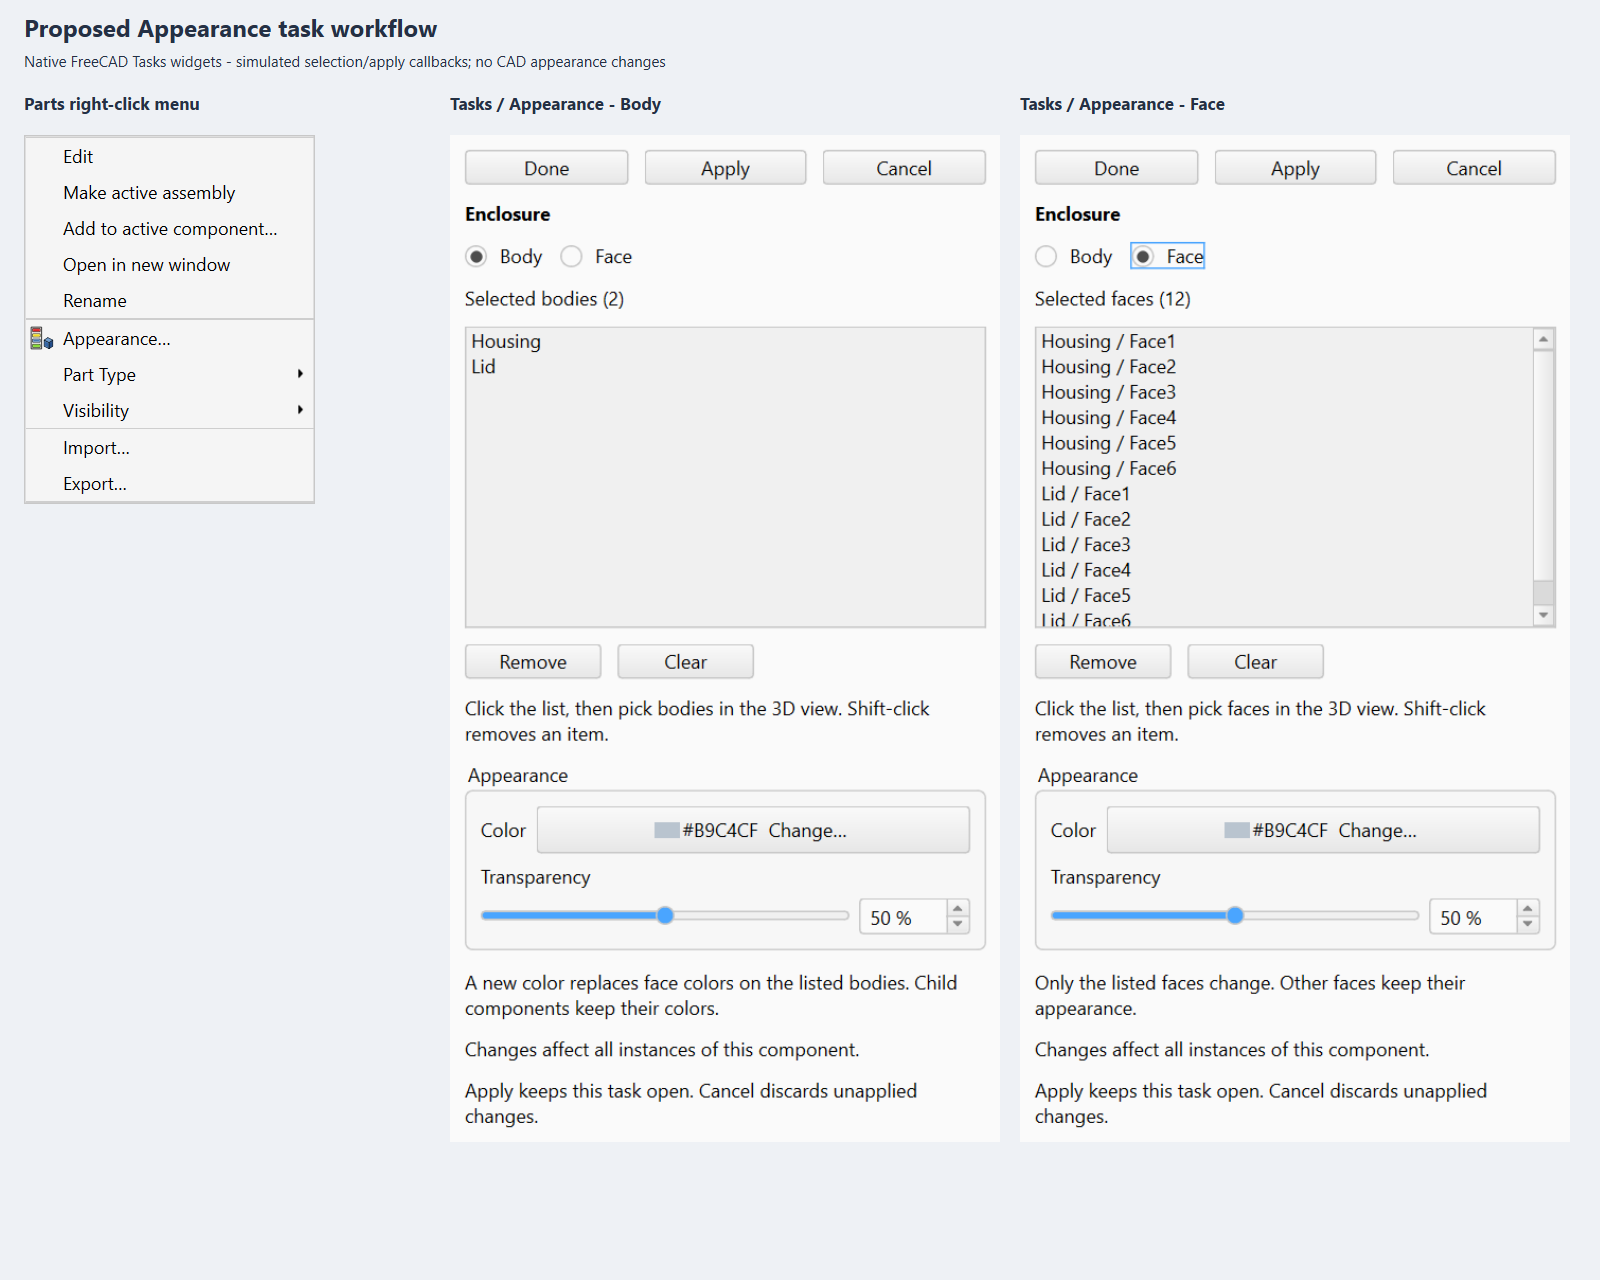 Proposed Appearance task workflow
Native FreeCAD Tasks widgets - simulated selection/apply callbacks; no CAD appearance changes
Parts right-click menu
Edit
Make active assembly
Add to active component...
Open in new window
Rename
Appearance...
Part Type
Visibility
Import...
Export...
Tasks / Appearance - Body
Done Apply Cancel
Enclosure
Body Face
Selected bodies (2)
Housing
Lid
Remove Clear
Click the list, then pick bodies in the 3D view. Shift-click
removes an item.
Appearance
Color #B9C4CF Change...
Transparency
50 %
A new color replaces face colors on the listed bodies. Child
components keep their colors.
Changes affect all instances of this component.
Apply keeps this task open. Cancel discards unapplied
changes.
Tasks / Appearance - Face
Done Apply Cancel
Enclosure
Body Face
Selected faces (12)
Housing / Face1
Housing / Face2
Housing / Face3
Housing / Face4
Housing / Face5
Housing / Face6
Lid / Face1
Lid / Face2
Lid / Face3
Lid / Face4
Lid / Face5
Lid / Face6
Remove Clear
Click the list, then pick faces in the 3D view. Shift-click
removes an item.
Appearance
Color #B9C4CF Change...
Transparency
50 %
Only the listed faces change. Other faces keep their
appearance.
Changes affect all instances of this component.
Apply keeps this task open. Cancel discards unapplied
changes.